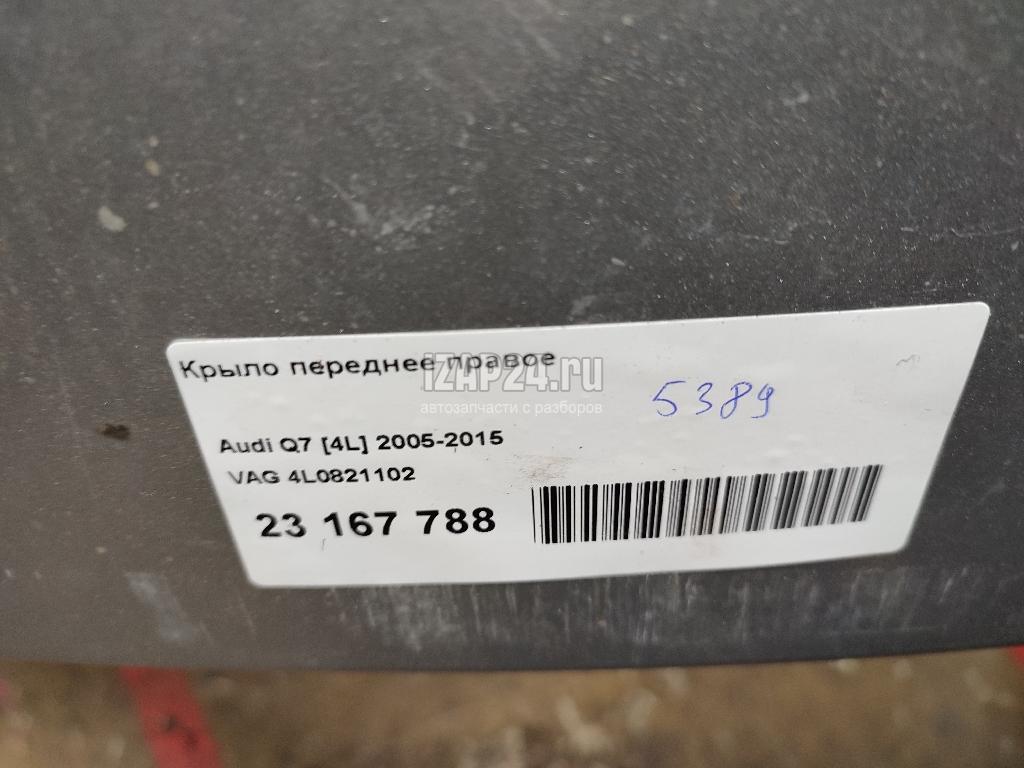 Крыло переднее правое
iZAP24.ru
автозапчасти с разборов
5389
Audi Q7 [4L] 2005-2015
VAG 4L0821102
23 167 788